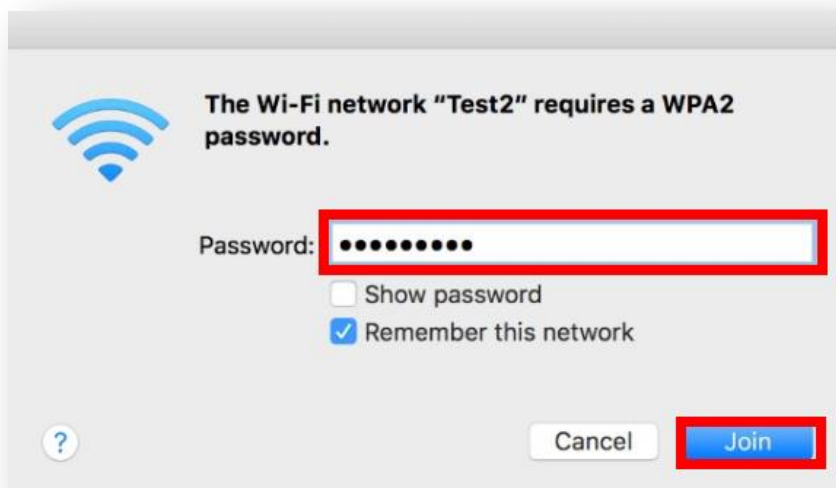 The Wi-Fi network “Test2” requires a WPA2
password.
Password: •••••••••
Show password
Remember this network
? Cancel Join